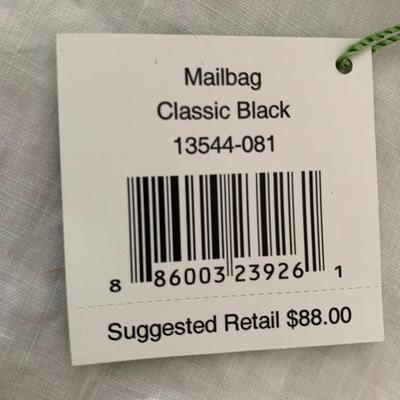 Mailbag
Classic Black
13544-081
8 86003 23926 1
Suggested Retail $88.00